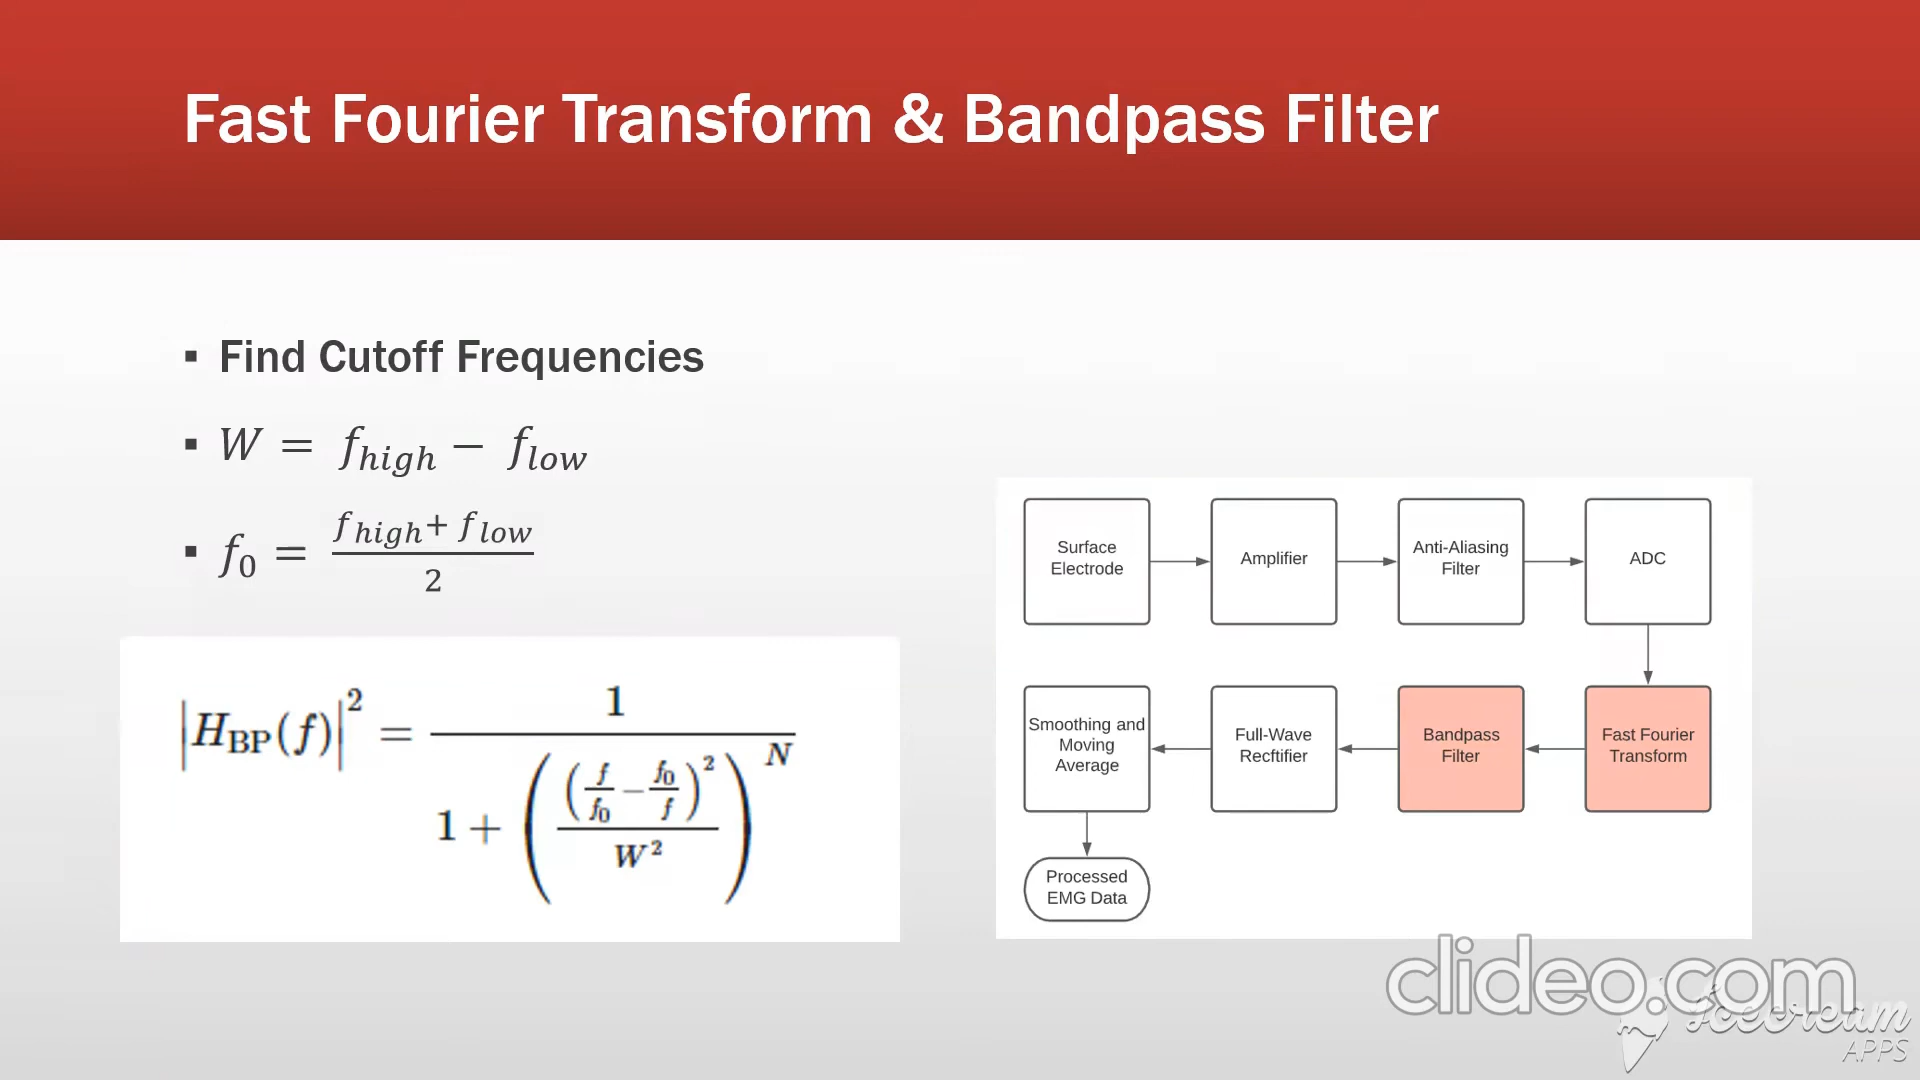 Fast Fourier Transform & Bandpass Filter
▪ Find Cutoff Frequencies
▪ W = f_high − f_low
▪ f_0 = (f_high + f_low) / 2
|H_BP(f)|^2 = 1 / (1 + (((f/f_0 − f_0/f)^2) / W^2)^N)
Surface
Electrode
Amplifier
Anti-Aliasing
Filter
ADC
Smoothing and
Moving
Average
Full-Wave
Recftifier
Bandpass
Filter
Fast Fourier
Transform
Processed
EMG Data
clideo.com
Icecream
APPS